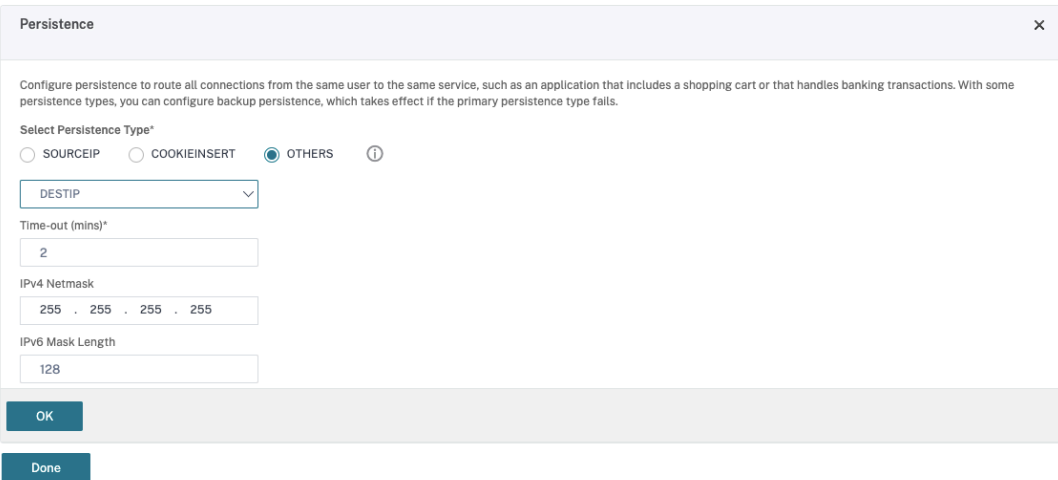 Persistence
Configure persistence to route all connections from the same user to the same service, such as an application that includes a shopping cart or that handles banking transactions. With some
persistence types, you can configure backup persistence, which takes effect if the primary persistence type fails.
Select Persistence Type*
SOURCEIP COOKIEINSERT OTHERS
DESTIP
Time-out (mins)*
2
IPv4 Netmask
255 . 255 . 255 . 255
IPv6 Mask Length
128
OK
Done